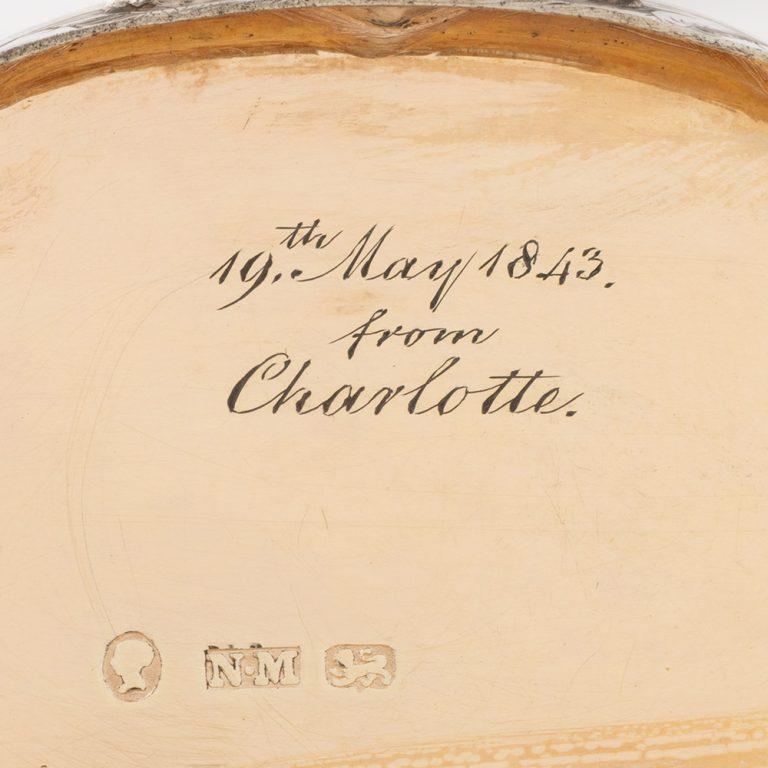 19.th May 1843.
from
Charlotte.
N·M